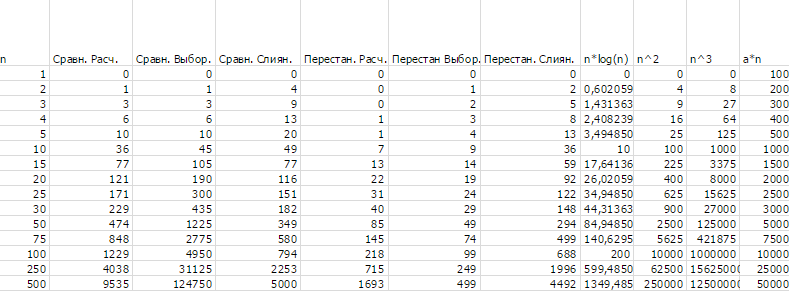 n Сравн. Расч. Сравн. Выбор. Сравн. Слиян. Перестан. Расч. Перестан Выбор. Перестан. Слиян. n*log(n) n^2 n^3 a*n
1 0 0 0 0 0 0 0 0 0 100
2 1 1 4 0 1 2 0,602059 4 8 200
3 3 3 9 0 2 5 1,431363 9 27 300
4 6 6 13 1 3 8 2,408239 16 64 400
5 10 10 20 1 4 13 3,494850 25 125 500
10 36 45 49 7 9 36 10 100 1000 1000
15 77 105 77 13 14 59 17,64136 225 3375 1500
20 121 190 116 22 19 92 26,02059 400 8000 2000
25 171 300 151 31 24 122 34,94850 625 15625 2500
30 229 435 182 40 29 148 44,31363 900 27000 3000
50 474 1225 349 85 49 294 84,94850 2500 125000 5000
75 848 2775 580 145 74 499 140,6295 5625 421875 7500
100 1229 4950 794 218 99 688 200 10000 1000000 10000
250 4038 31125 2253 715 249 1996 599,4850 62500 15625000 25000
500 9535 124750 5000 1693 499 4492 1349,485 250000 12500000 50000